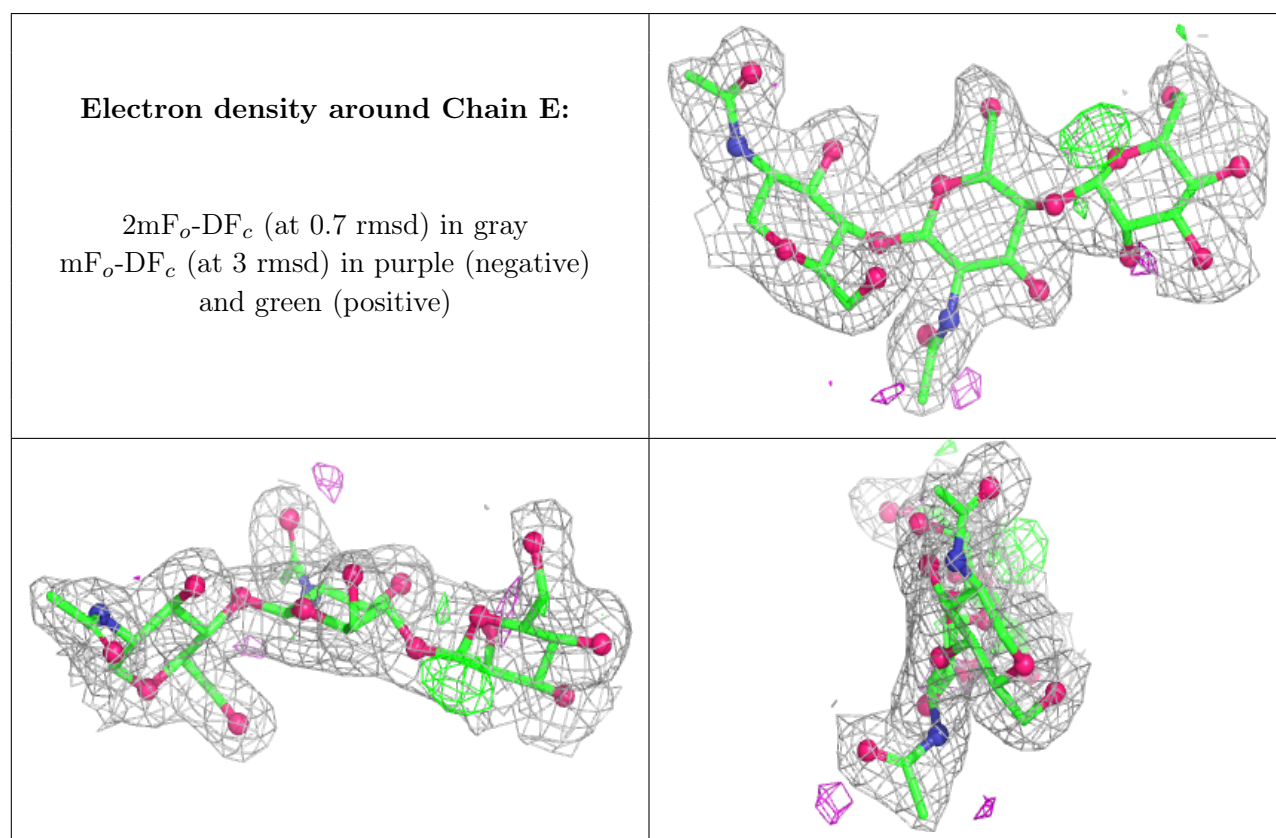 Electron density around Chain E:
2mFo-DFc (at 0.7 rmsd) in gray
mFo-DFc (at 3 rmsd) in purple (negative)
and green (positive)